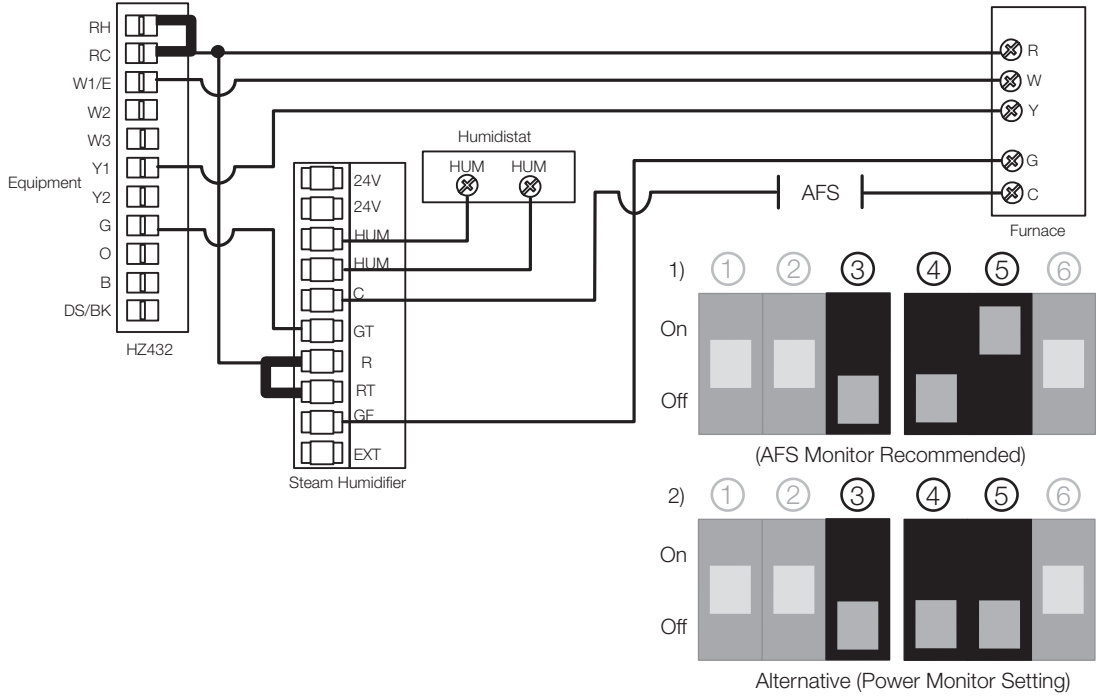 RH
RC
W1/E
W2
W3
Y1
Equipment
Y2
G
O
B
DS/BK
HZ432
24V
24V
HUM
HUM
C
GT
R
RT
GF
EXT
Steam Humidifier
Humidistat
HUM HUM
AFS
R
W
Y
G
C
Furnace
1) 1 2 3 4 5 6
On
Off
(AFS Monitor Recommended)
2) 1 2 3 4 5 6
On
Off
Alternative (Power Monitor Setting)